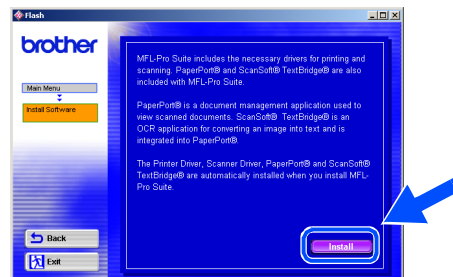 Flash
brother
Main Menu
Install Software
MFL-Pro Suite includes the necessary drivers for printing and
scanning. PaperPort® and ScanSoft® TextBridge® are also
included with MFL-Pro Suite.
PaperPort® is a document management application used to
view scanned documents. ScanSoft® TextBridge® is an
OCR application for converting an image into text and is
integrated into PaperPort®.
The Printer Driver, Scanner Driver, PaperPort® and ScanSoft®
TextBridge® are automatically installed when you install MFL-
Pro Suite.
Back
Install
Exit